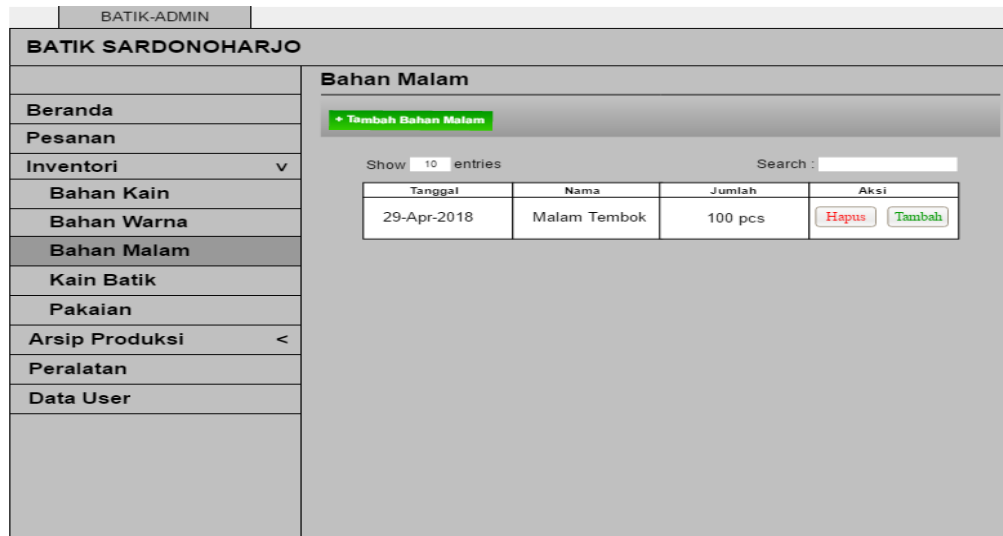 BATIK-ADMIN
BATIK SARDONOHARJO
Bahan Malam
Beranda
+ Tambah Bahan Malam
Pesanan
Inventori v
Show 10 entries Search :
Bahan Kain
Tanggal Nama Jumlah Aksi
Bahan Warna
29-Apr-2018 Malam Tembok 100 pcs Hapus Tambah
Bahan Malam
Kain Batik
Pakaian
Arsip Produksi <
Peralatan
Data User